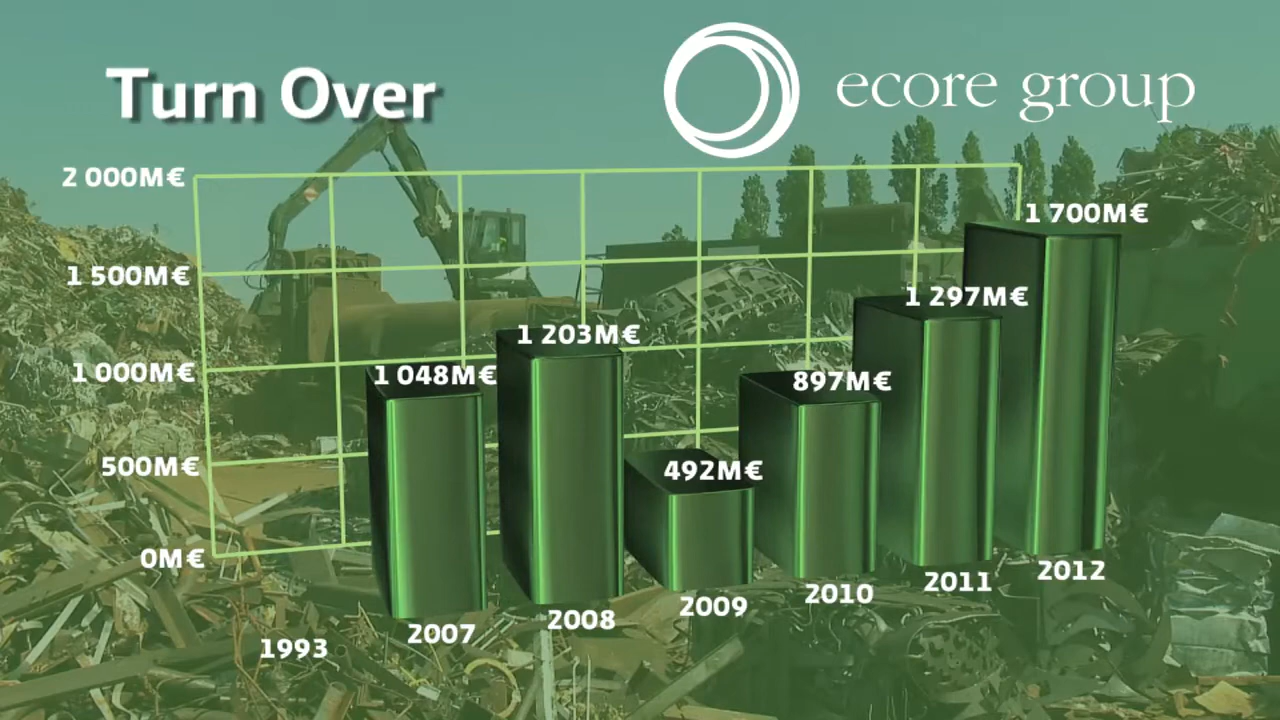 Turn Over
ecore group
2 000M€
1 500M€
1 000M€
500M€
0M€
1 048M€
1 203M€
492M€
897M€
1 297M€
1 700M€
1993
2007
2008
2009
2010
2011
2012